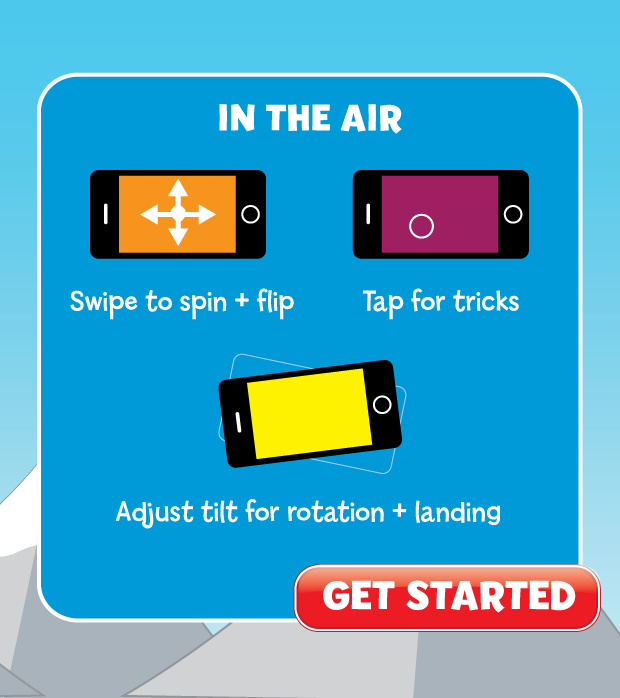 IN THE AIR
Swipe to spin + flip
Tap for tricks
Adjust tilt for rotation + landing
GET STARTED